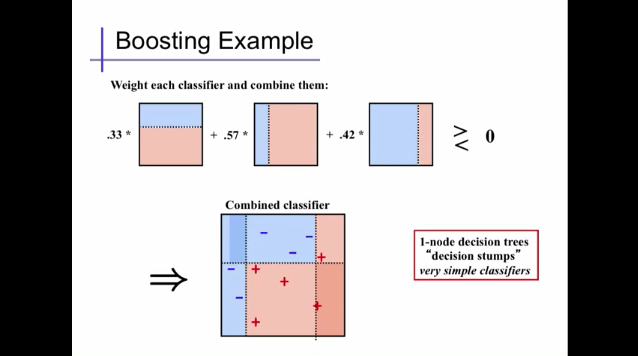 Boosting Example
Weight each classifier and combine them:
.33 * + .57 * + .42 * > < 0
Combined classifier
⇒
1-node decision trees
"decision stumps"
very simple classifiers